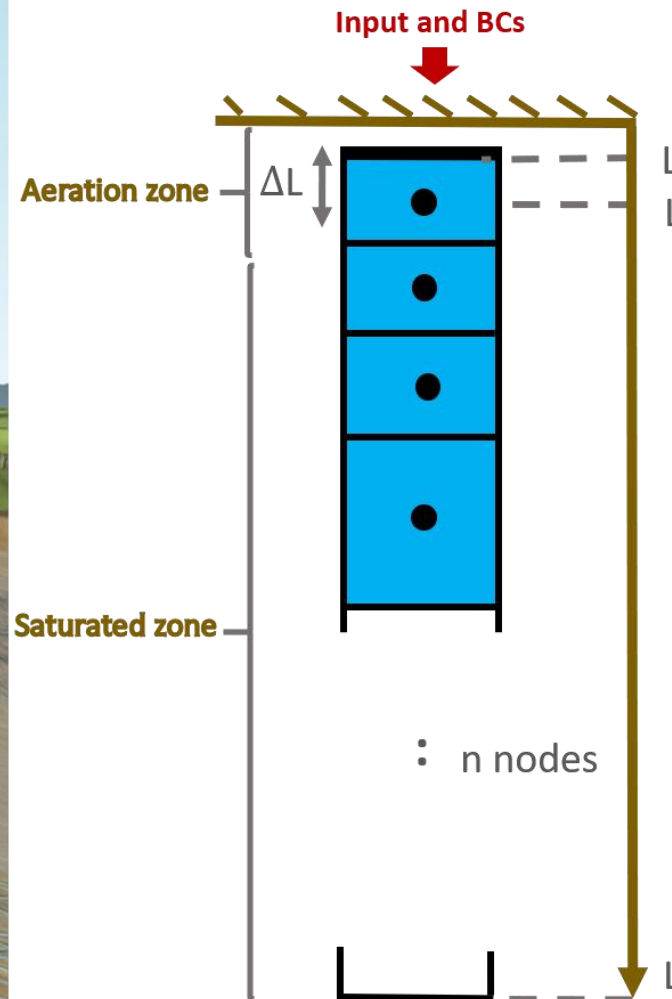 Input and BCs
L
Aeration zone
ΔL
L
Saturated zone
: n nodes
L